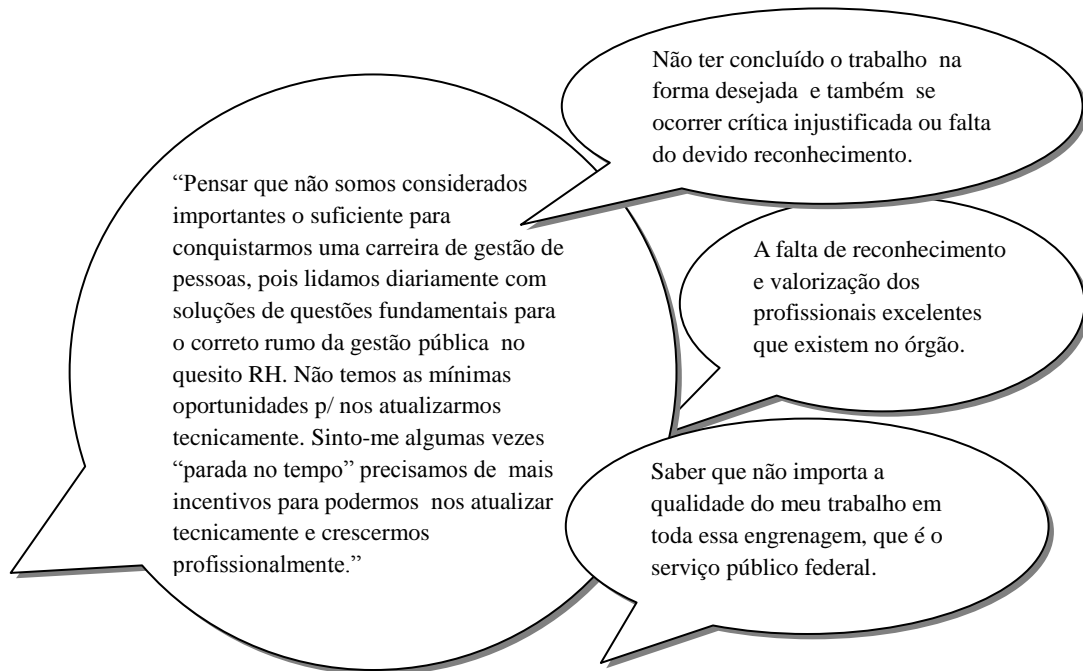 “Pensar que não somos considerados
importantes o suficiente para
conquistarmos uma carreira de gestão de
pessoas, pois lidamos diariamente com
soluções de questões fundamentais para
o correto rumo da gestão pública no
quesito RH. Não temos as mínimas
oportunidades p/ nos atualizarmos
tecnicamente. Sinto-me algumas vezes
“parada no tempo” precisamos de mais
incentivos para podermos nos atualizar
tecnicamente e crescermos
profissionalmente.”
Não ter concluído o trabalho na
forma desejada e também se
ocorrer crítica injustificada ou falta
do devido reconhecimento.
A falta de reconhecimento
e valorização dos
profissionais excelentes
que existem no órgão.
Saber que não importa a
qualidade do meu trabalho em
toda essa engrenagem, que é o
serviço público federal.